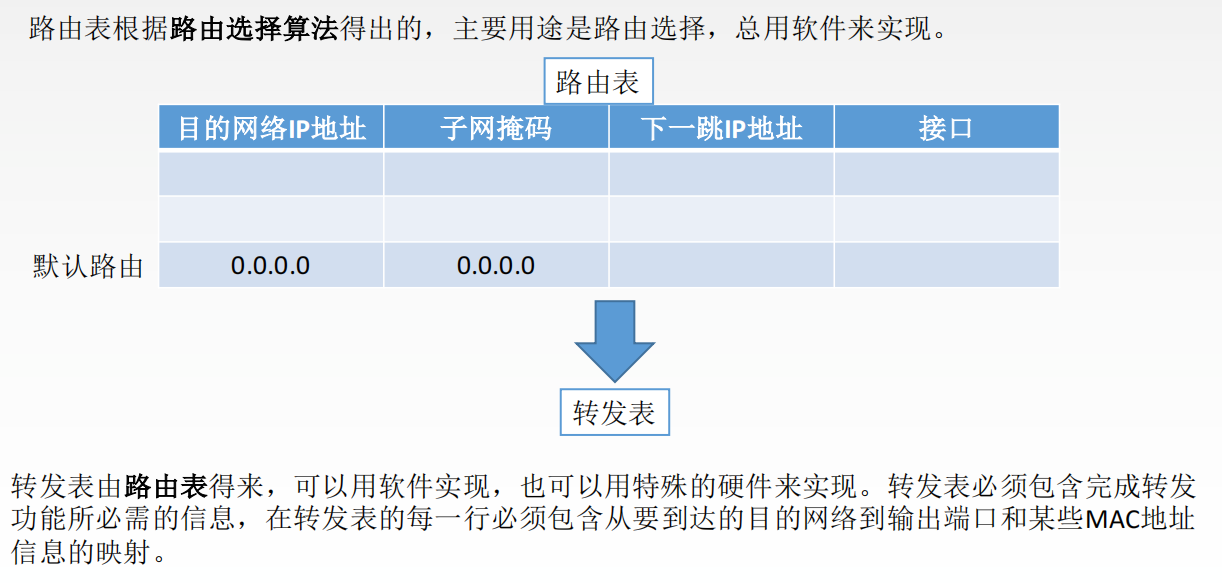 路由表根据路由选择算法得出的，主要用途是路由选择，总用软件来实现。
路由表
目的网络IP地址 子网掩码 下一跳IP地址 接口
默认路由 0.0.0.0 0.0.0.0
转发表
转发表由路由表得来，可以用软件实现，也可以用特殊的硬件来实现。转发表必须包含完成转发
功能所必需的信息，在转发表的每一行必须包含从要到达的目的网络到输出端口和某些MAC地址
信息的映射。